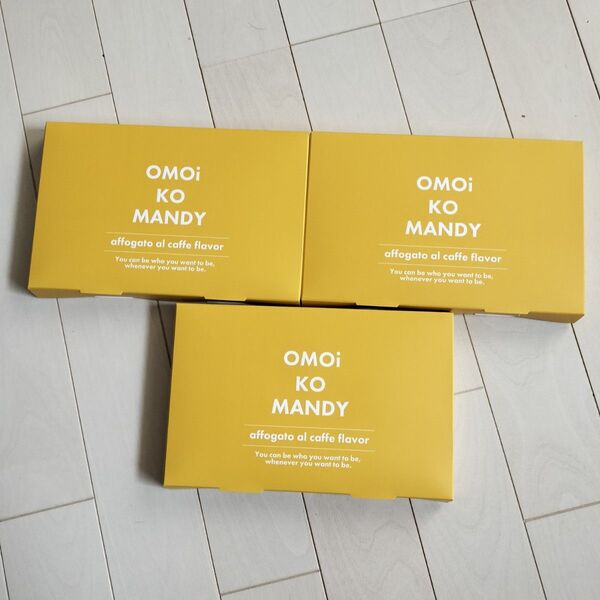 OMOi
KO
MANDY
affogato al caffe flavor
You can be who you want to be,
whenever you want to be.
OMOi
KO
MANDY
affogato al caffe flavor
You can be who you want to be,
whenever you want to be.
OMOi
KO
MANDY
affogato al caffe flavor
You can be who you want to be,
whenever you want to be.